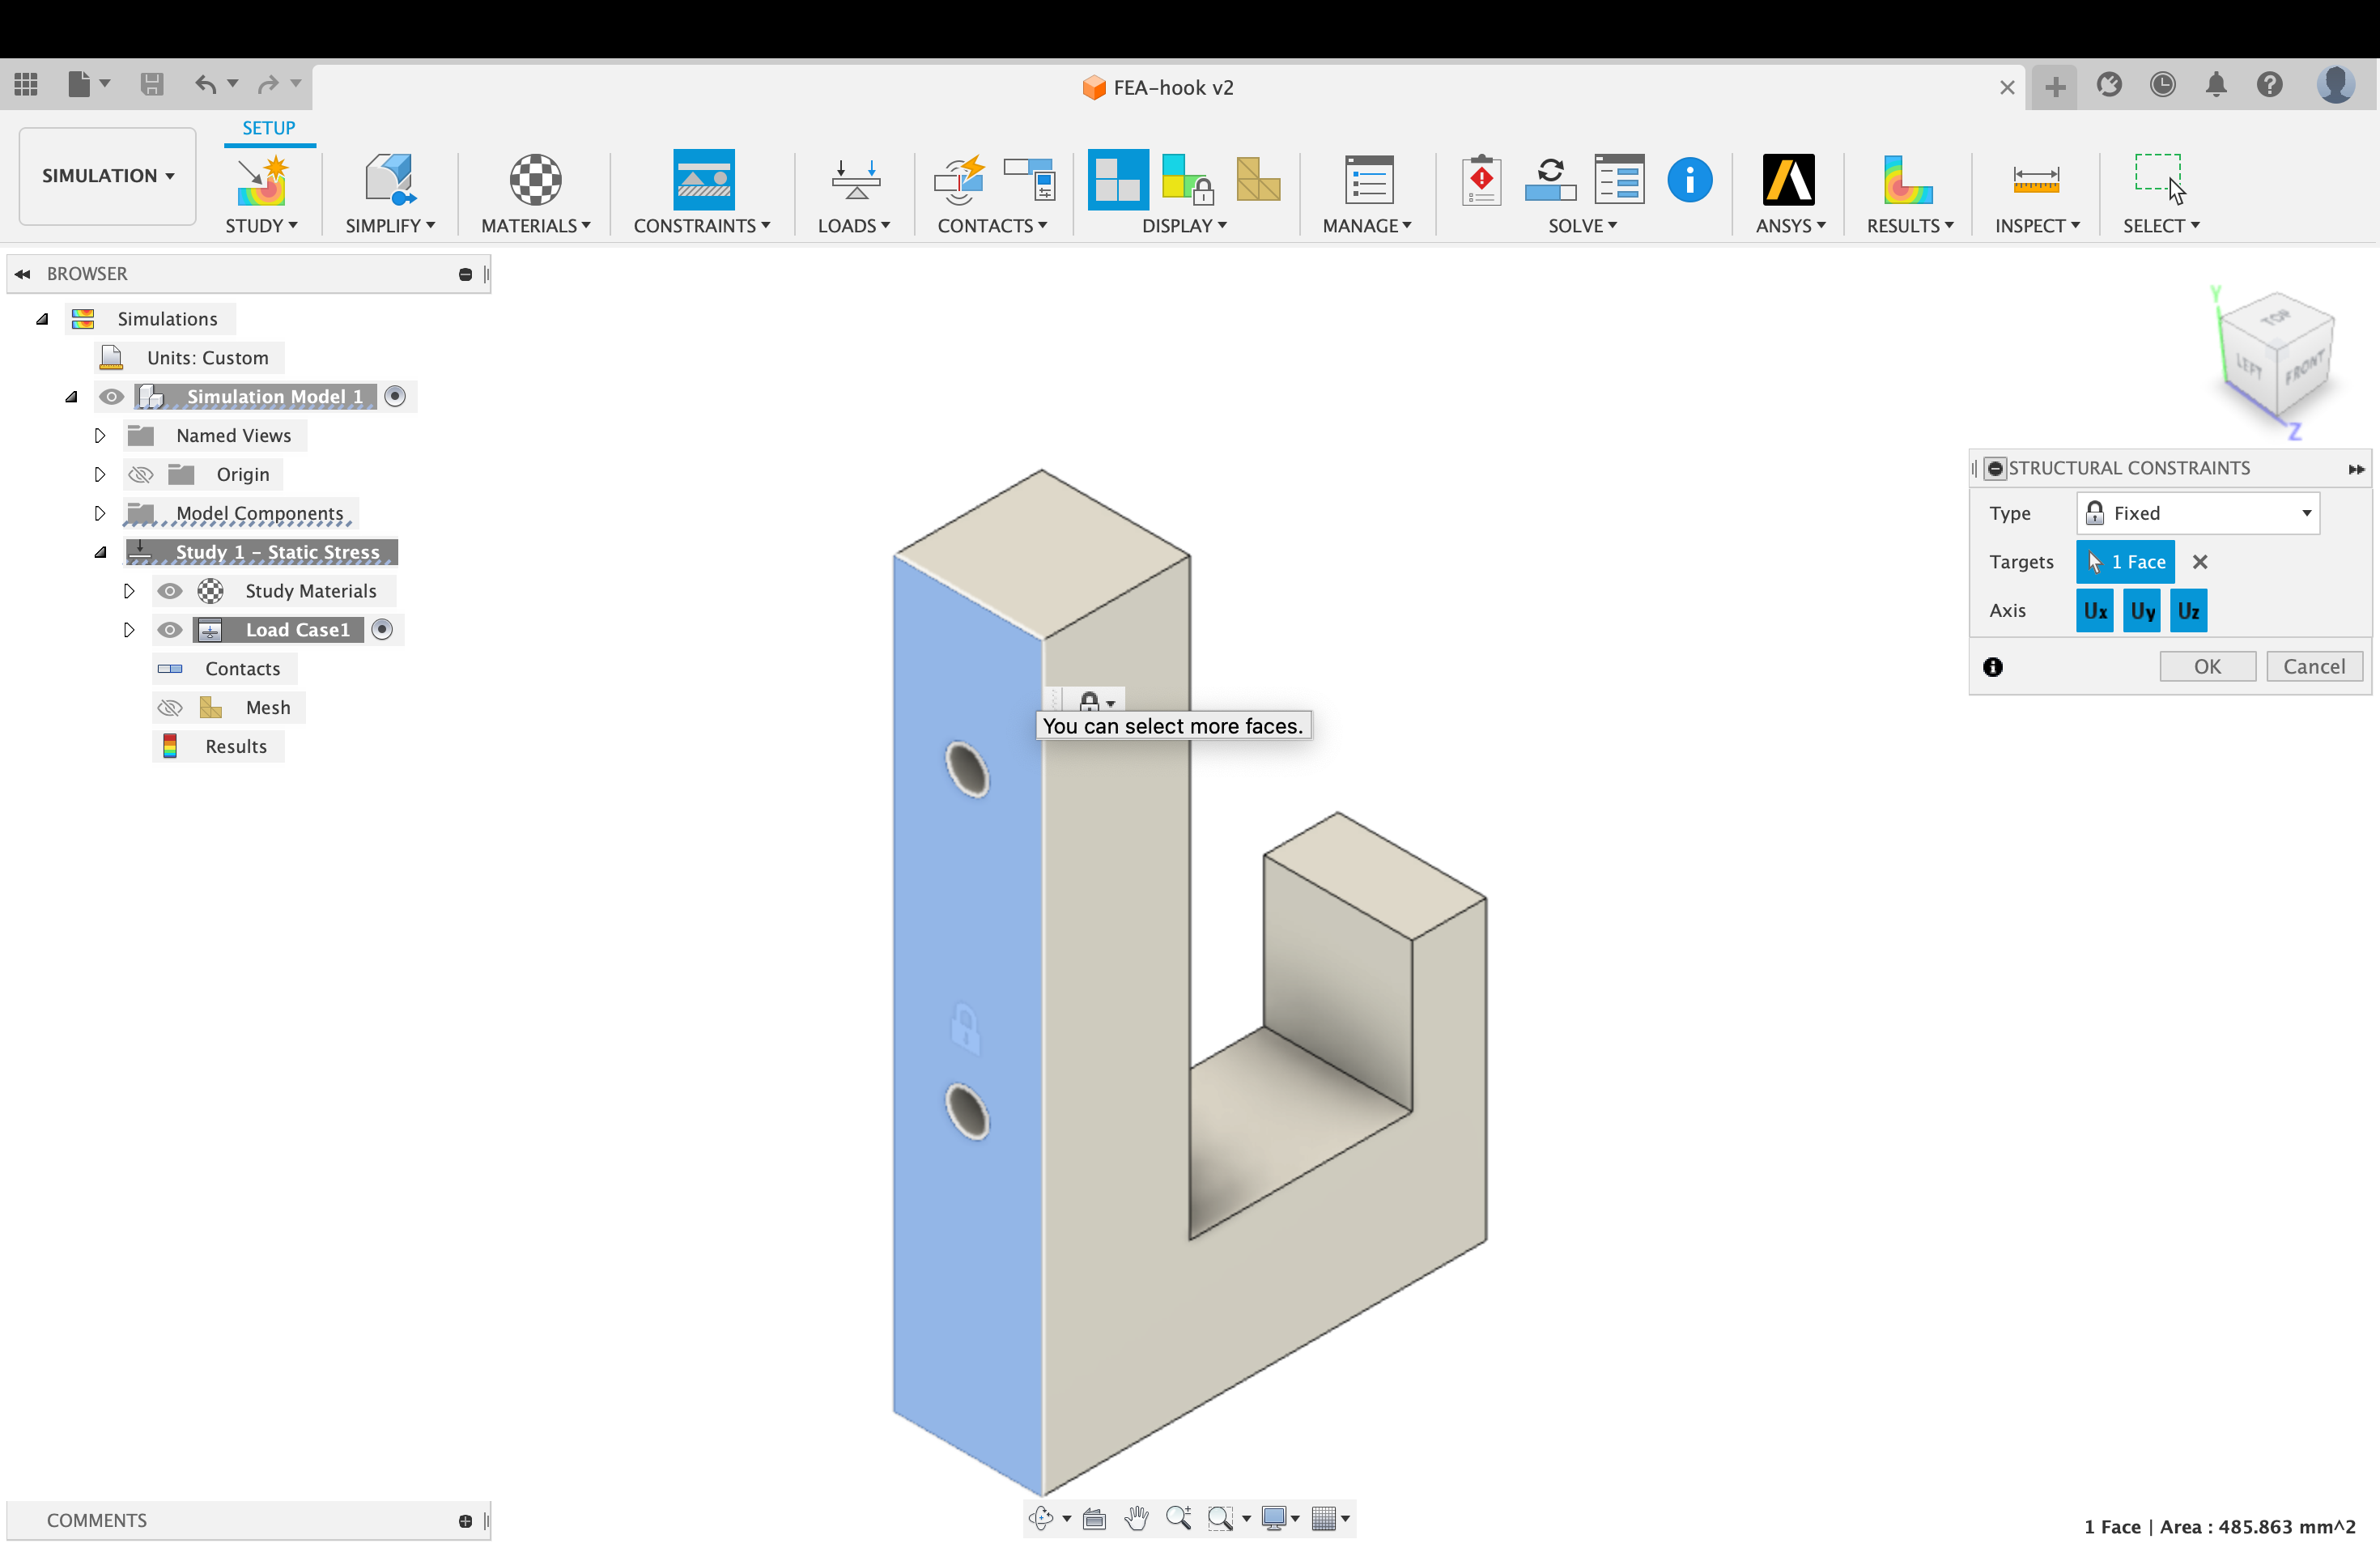 FEA-hook v2
SETUP
SIMULATION
STUDY
SIMPLIFY
MATERIALS
CONSTRAINTS
LOADS
CONTACTS
DISPLAY
MANAGE
SOLVE
ANSYS
RESULTS
INSPECT
SELECT
BROWSER
Simulations
Units: Custom
Simulation Model 1
Named Views
Origin
Model Components
Study 1 - Static Stress
Study Materials
Load Case1
Contacts
Mesh
Results
Y
TOP
LEFT
FRONT
Z
STRUCTURAL CONSTRAINTS
Type
Fixed
Targets
1 Face
Axis
Ux Uy Uz
OK
Cancel
You can select more faces.
COMMENTS
1 Face | Area : 485.863 mm^2